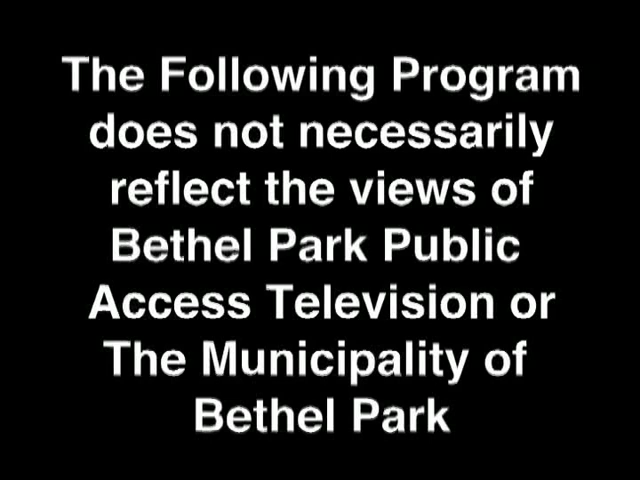 The Following Program
does not necessarily
reflect the views of
Bethel Park Public
Access Television or
The Municipality of
Bethel Park